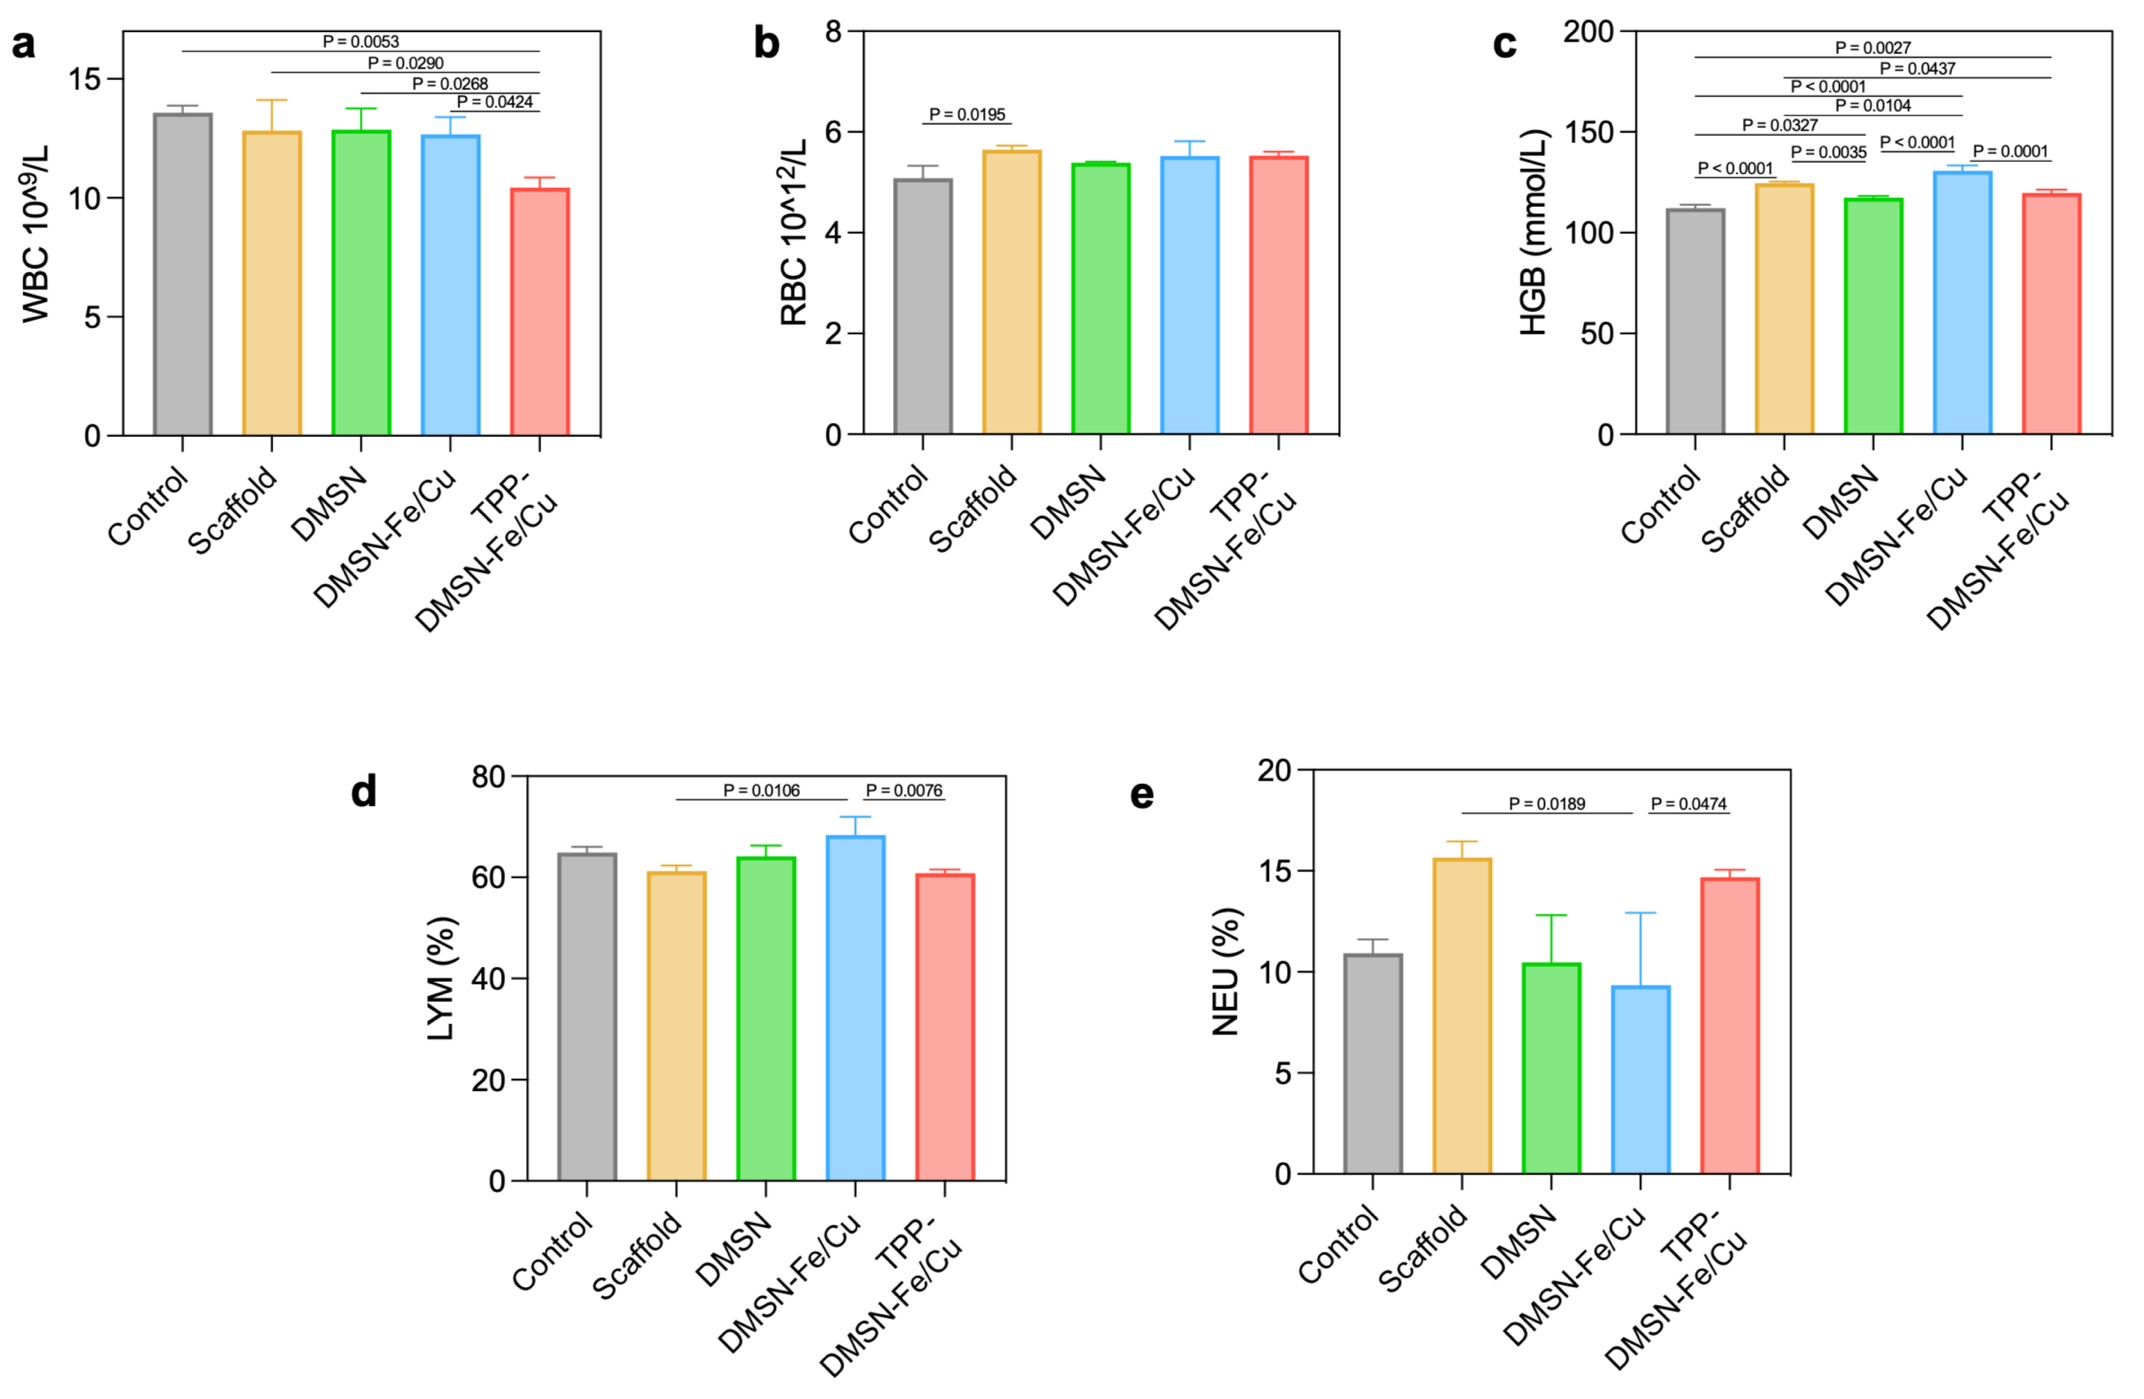 a
P = 0.0053
P = 0.0290
P = 0.0268
P = 0.0424
WBC 10^9/L
15
10
5
0
Control
Scaffold
DMSN
DMSN-Fe/Cu
TPP-
DMSN-Fe/Cu
b
P = 0.0195
RBC 10^12/L
8
6
4
2
0
Control
Scaffold
DMSN
DMSN-Fe/Cu
TPP-
DMSN-Fe/Cu
c
P = 0.0027
P = 0.0437
P < 0.0001
P = 0.0104
P = 0.0327
P < 0.0001
P = 0.0035
P = 0.0001
P < 0.0001
HGB (mmol/L)
200
150
100
50
0
Control
Scaffold
DMSN
DMSN-Fe/Cu
TPP-
DMSN-Fe/Cu
d
P = 0.0106
P = 0.0076
LYM (%)
80
60
40
20
0
Control
Scaffold
DMSN
DMSN-Fe/Cu
TPP-
DMSN-Fe/Cu
e
P = 0.0189
P = 0.0474
NEU (%)
20
15
10
5
0
Control
Scaffold
DMSN
DMSN-Fe/Cu
TPP-
DMSN-Fe/Cu